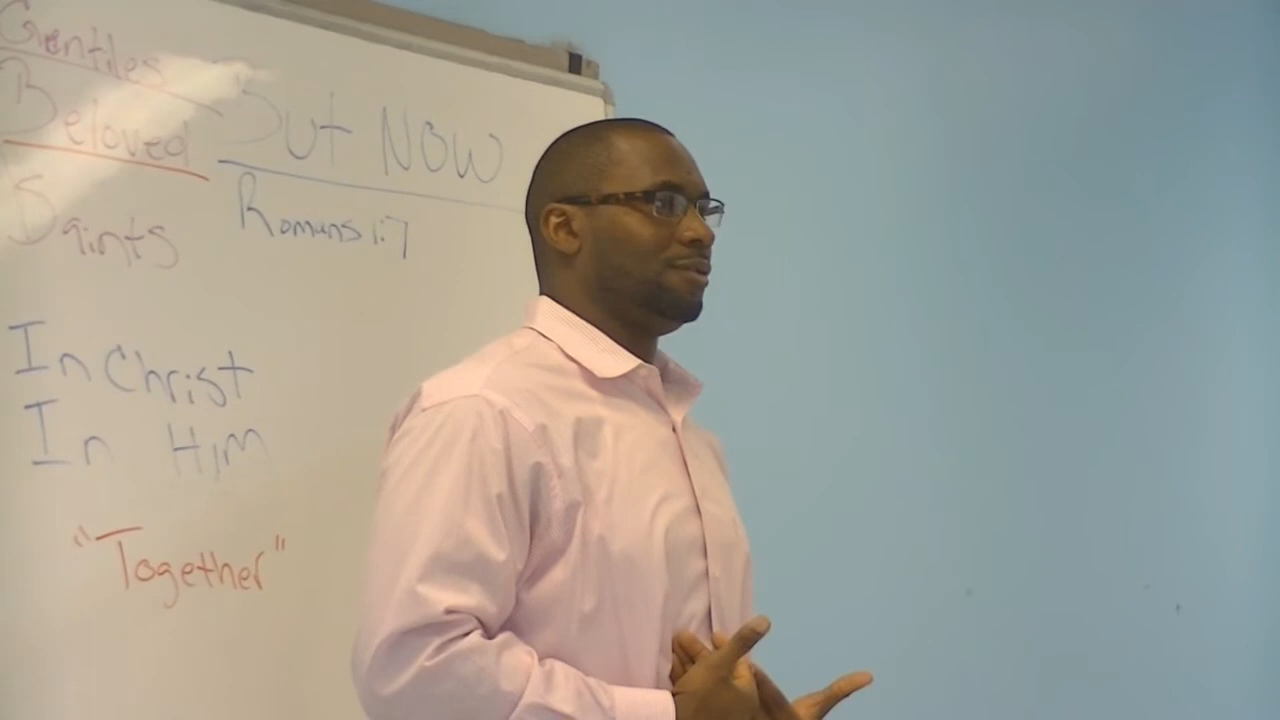 Gentiles
Beloved
Saints
But NOW
Romans 1:7
In Christ
In HiM
"Together"